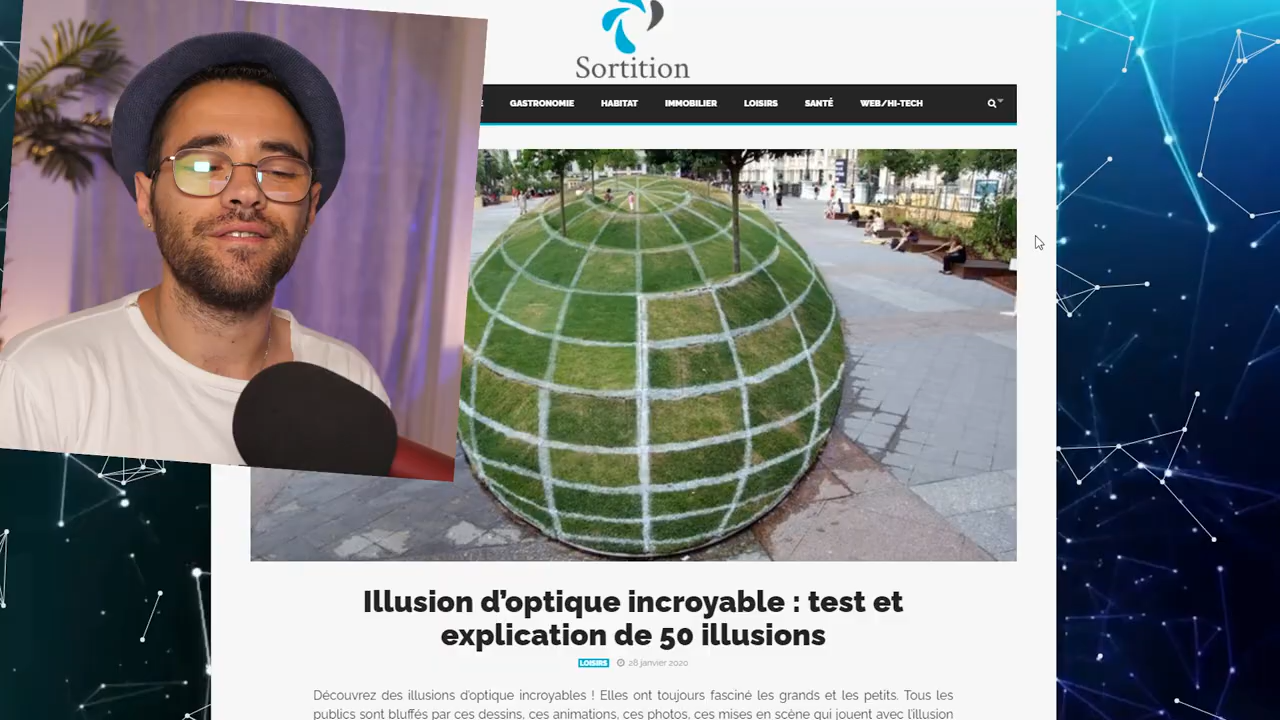 Sortition
GASTRONOMIE HABITAT IMMOBILIER LOISIRS SANTÉ WEB/HI-TECH
Illusion d'optique incroyable : test et
explication de 50 illusions
LOISIRS 28 janvier 2020
Découvrez des illusions d'optique incroyables ! Elles ont toujours fasciné les grands et les petits. Tous les
publics sont bluffés par ces dessins, ces animations, ces photos, ces mises en scène qui jouent avec l'illusion